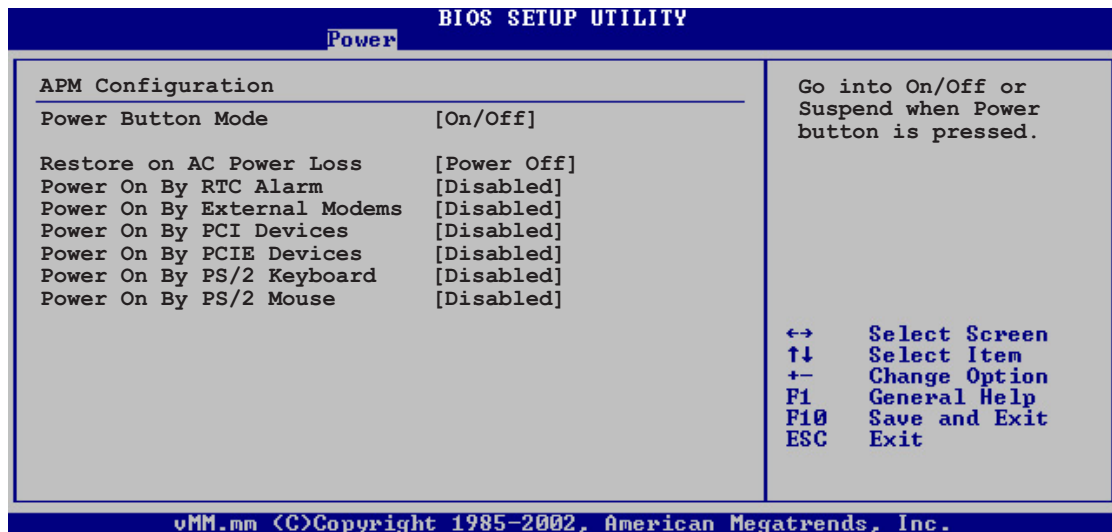 BIOS SETUP UTILITY
Power
APM Configuration
Power Button Mode [On/Off]
Restore on AC Power Loss [Power Off]
Power On By RTC Alarm [Disabled]
Power On By External Modems [Disabled]
Power On By PCI Devices [Disabled]
Power On By PCIE Devices [Disabled]
Power On By PS/2 Keyboard [Disabled]
Power On By PS/2 Mouse [Disabled]
Go into On/Off or
Suspend when Power
button is pressed.
←→ Select Screen
↑↓ Select Item
+- Change Option
F1 General Help
F10 Save and Exit
ESC Exit
vMM.mm (C)Copyright 1985-2002, American Megatrends, Inc.